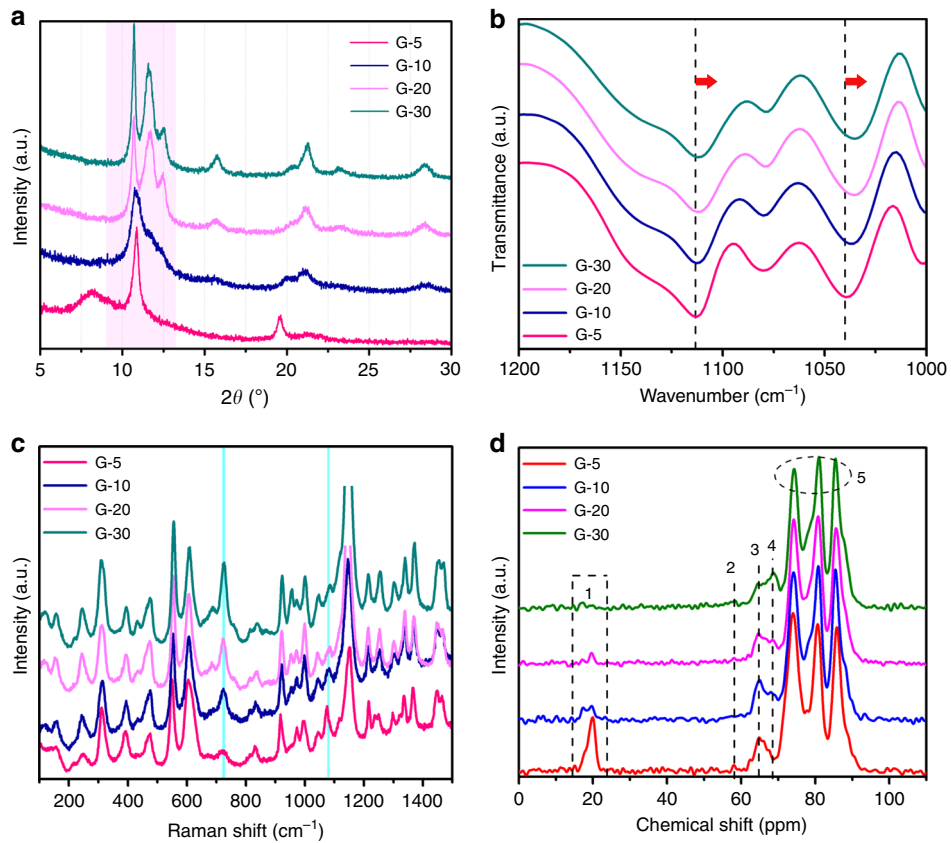 a
G-5
G-10
G-20
G-30
Intensity (a.u.)
5 10 15 20 25 30
2θ (°)
b
Transmittance (a.u.)
G-30
G-20
G-10
G-5
1200 1150 1100 1050 1000
Wavenumber (cm⁻¹)
c
G-5
G-10
G-20
G-30
Intensity (a.u.)
200 400 600 800 1000 1200 1400
Raman shift (cm⁻¹)
d
G-5
G-10
G-20
G-30
Intensity (a.u.)
1
2
3
4
5
0 20 40 60 80 100
Chemical shift (ppm)